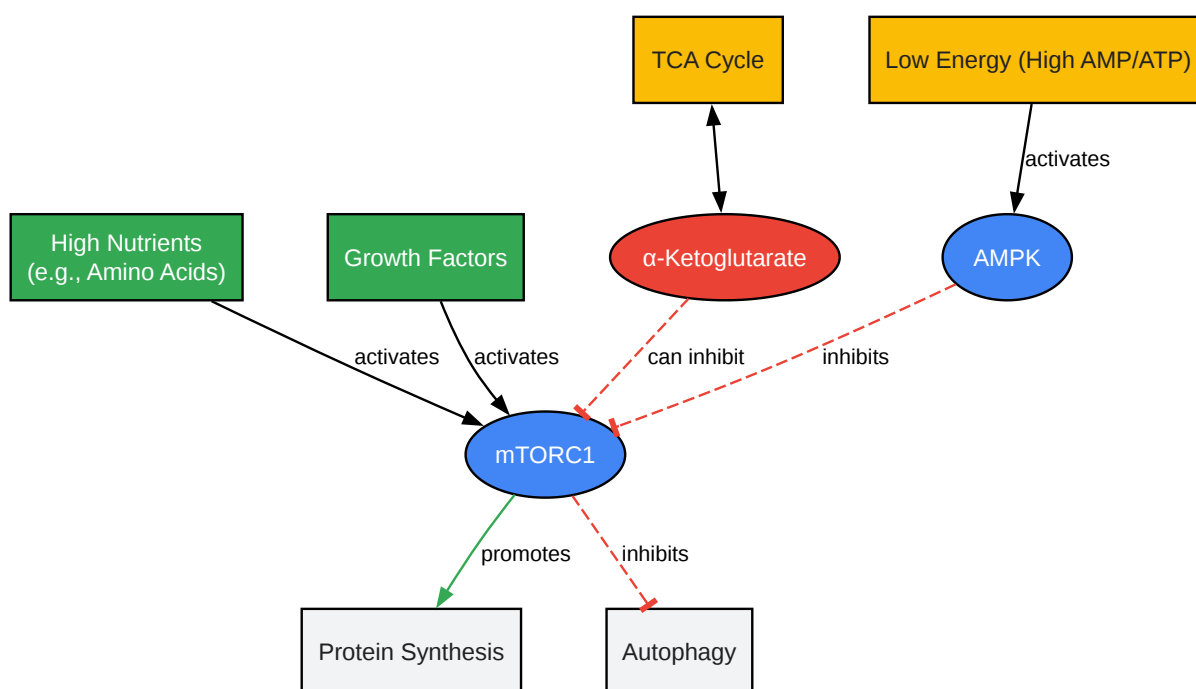 TCA Cycle
Low Energy (High AMP/ATP)
activates
High Nutrients
(e.g., Amino Acids)
Growth Factors
α-Ketoglutarate
AMPK
activates
activates
can inhibit
inhibits
mTORC1
promotes
inhibits
Protein Synthesis
Autophagy